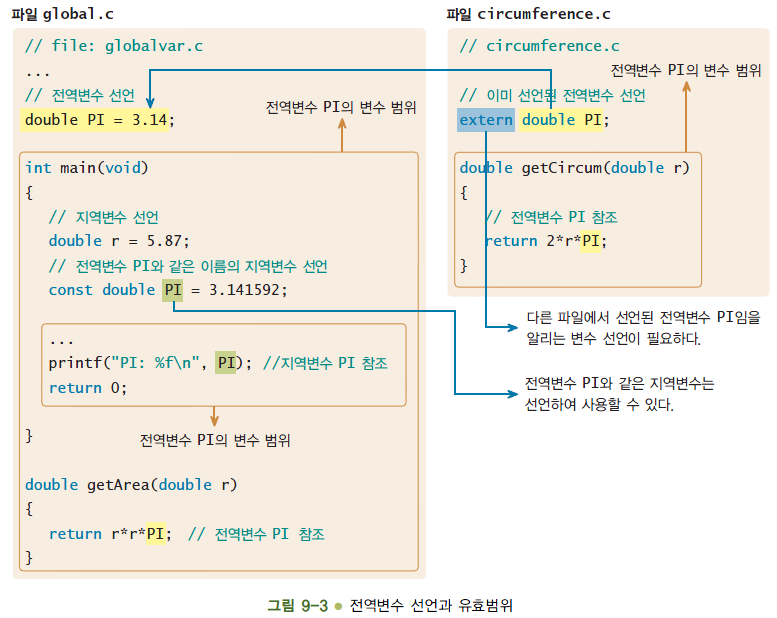 파일 global.c
// file: globalvar.c
...
// 전역변수 선언
double PI = 3.14;
전역변수 PI의 변수 범위
int main(void)
{
// 지역변수 선언
double r = 5.87;
// 전역변수 PI와 같은 이름의 지역변수 선언
const double PI = 3.141592;
...
printf("PI: %f\n", PI); //지역변수 PI 참조
return 0;
}
전역변수 PI의 변수 범위
double getArea(double r)
{
return r*r*PI; // 전역변수 PI 참조
}
파일 circumference.c
// circumference.c
전역변수 PI의 변수 범위
// 이미 선언된 전역변수 선언
extern double PI;
double getCircum(double r)
{
// 전역변수 PI 참조
return 2*r*PI;
}
다른 파일에서 선언된 전역변수 PI임을
알리는 변수 선언이 필요하다.
전역변수 PI와 같은 지역변수는
선언하여 사용할 수 있다.
그림 9-3 ● 전역변수 선언과 유효범위